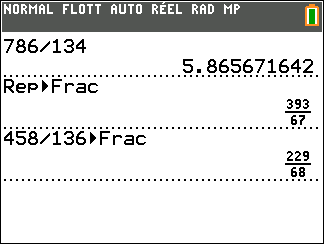 NORMAL FLOTT AUTO RÉEL RAD MP
786/134
5.865671642
Rep►Frac
393/67
458/136►Frac
229/68